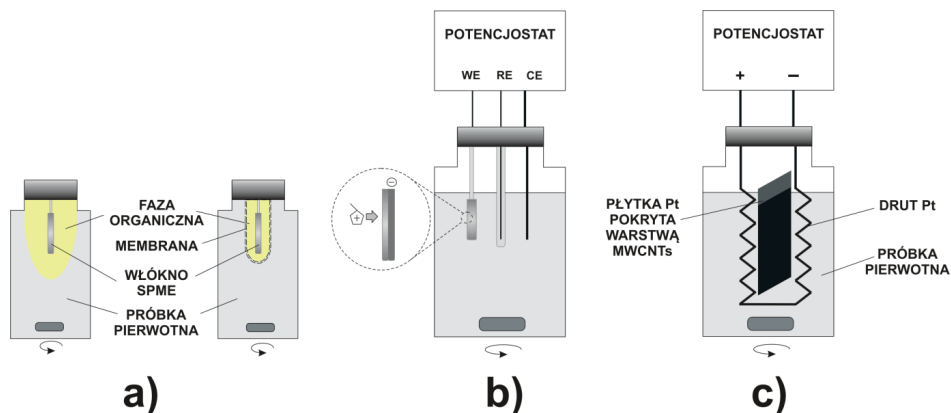 FAZA
ORGANICZNA
MEMBRANA
WŁÓKNO
SPME
PRÓBKA
PIERWOTNA
a)
POTENCJOSTAT
WE RE CE
b)
POTENCJOSTAT
+ −
PŁYTKA Pt
POKRYTA
WARSTWĄ
MWCNTs
DRUT Pt
PRÓBKA
PIERWOTNA
c)